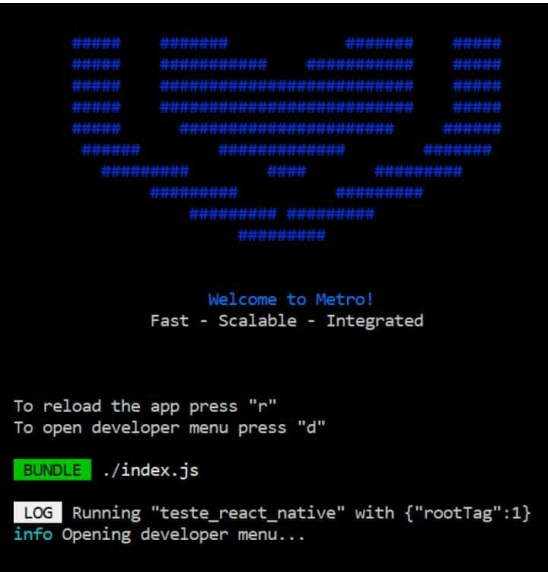 ##### ####### ####### #####
##### ########### ########### #####
##### ########################## #####
##### ########################## #####
##### ###################### ######
###### ############# #######
######### #### #########
######### #########
######### #########
#########
Welcome to Metro!
Fast - Scalable - Integrated
To reload the app press "r"
To open developer menu press "d"
BUNDLE ./index.js
LOG Running "teste_react_native" with {"rootTag":1}
info Opening developer menu...